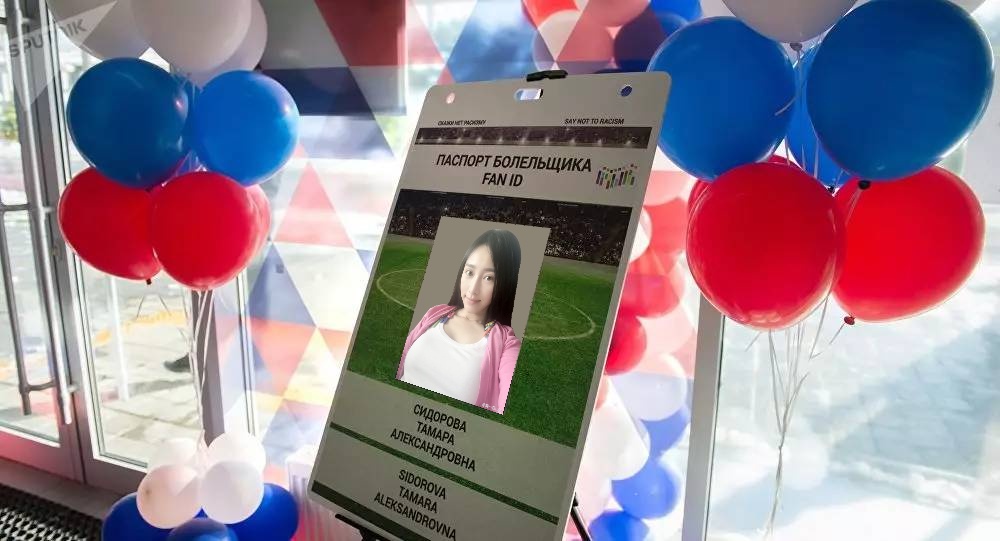 SPUTNIK
СКАЖИ НЕТ РАСИЗМУ
SAY NOT TO RACISM
ПАСПОРТ БОЛЕЛЬЩИКА
FAN ID
СИДОРОВА
ТАМАРА
АЛЕКСАНДРОВНА
SIDOROVA
TAMARA
ALEKSANDROVNA